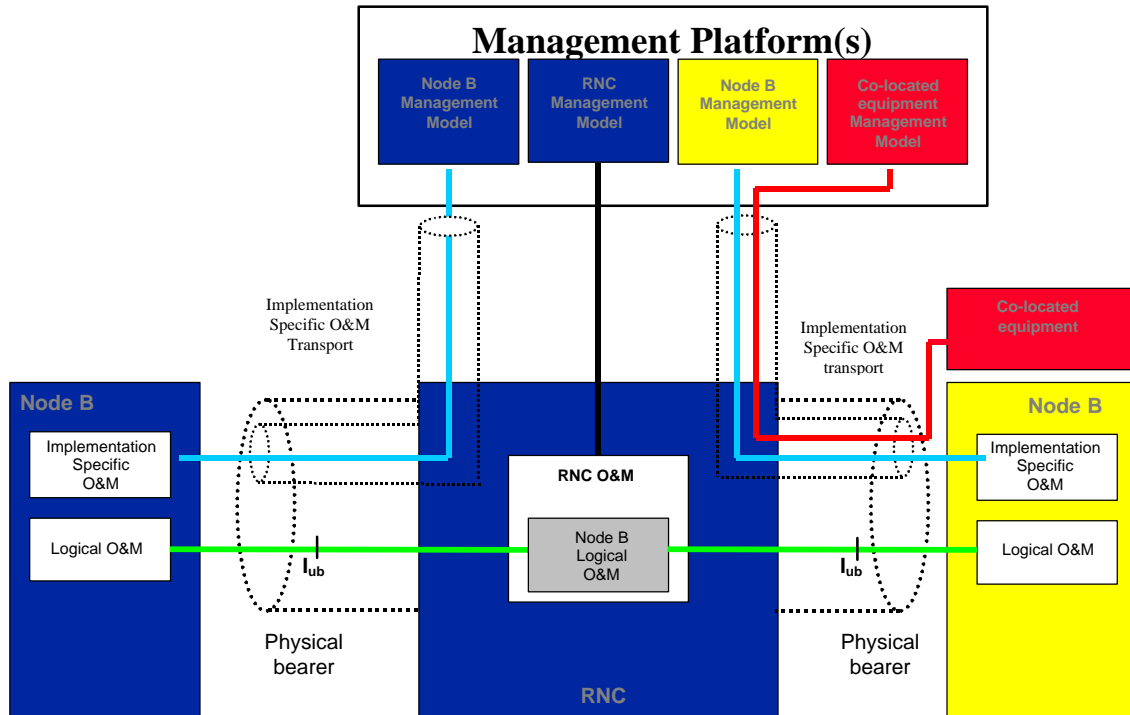 Management Platform(s)
Node B
Management
Model
RNC
Management
Model
Node B
Management
Model
Co-located
equipment
Management
Model
Implementation
Specific O&M
Transport
Implementation
Specific O&M
transport
Co-located
equipment
Node B
Implementation
Specific
O&M
Logical O&M
Iub
Physical
bearer
RNC O&M
Node B
Logical
O&M
RNC
Iub
Physical
bearer
Node B
Implementation
Specific
O&M
Logical O&M